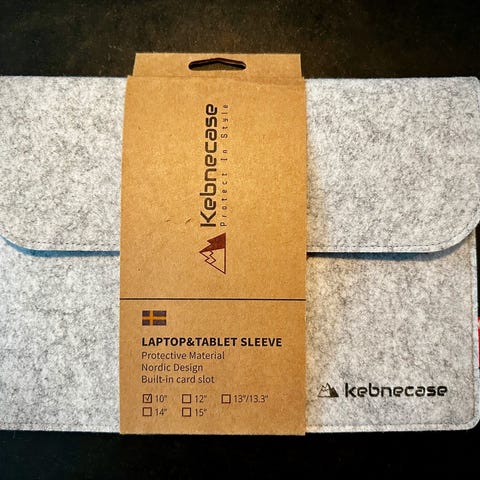 Kebnecase
Protect In Style
LAPTOP&TABLET SLEEVE
Protective Material
Nordic Design
Built-in card slot
☑ 10" ☐ 12" ☐ 13"/13.3"
☐ 14" ☐ 15"
kebnecase